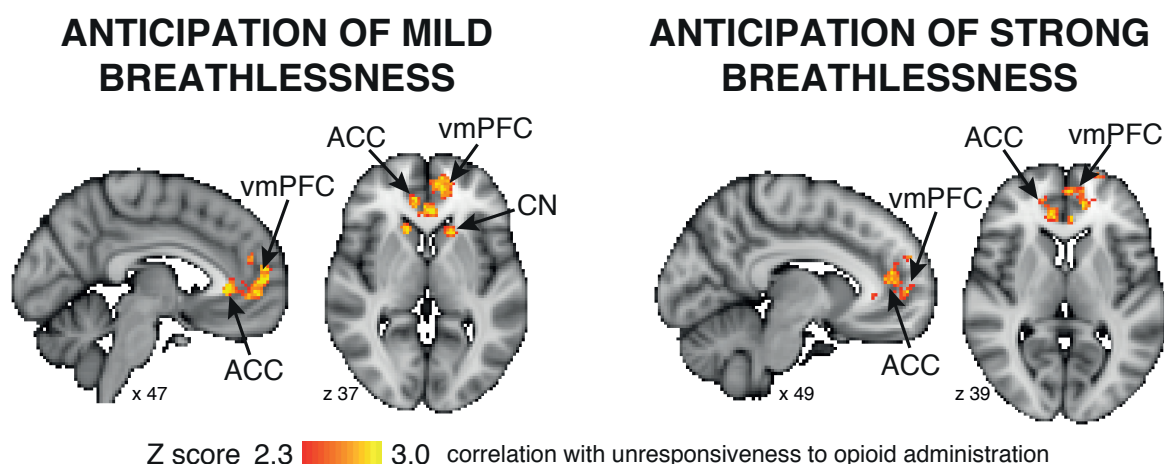 ANTICIPATION OF MILD
BREATHLESSNESS
ACC
vmPFC
vmPFC
CN
ACC
x 47
z 37
ANTICIPATION OF STRONG
BREATHLESSNESS
ACC
vmPFC
vmPFC
ACC
x 49
z 39
Z score 2.3 3.0 correlation with unresponsiveness to opioid administration